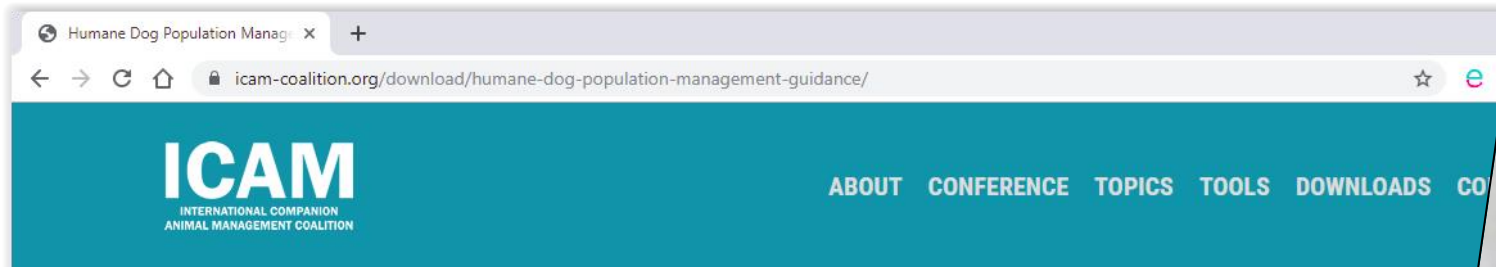 Humane Dog Population Manag
icam-coalition.org/download/humane-dog-population-management-guidance/
ICAM
INTERNATIONAL COMPANION
ANIMAL MANAGEMENT COALITION
ABOUT CONFERENCE TOPICS TOOLS DOWNLOADS CO